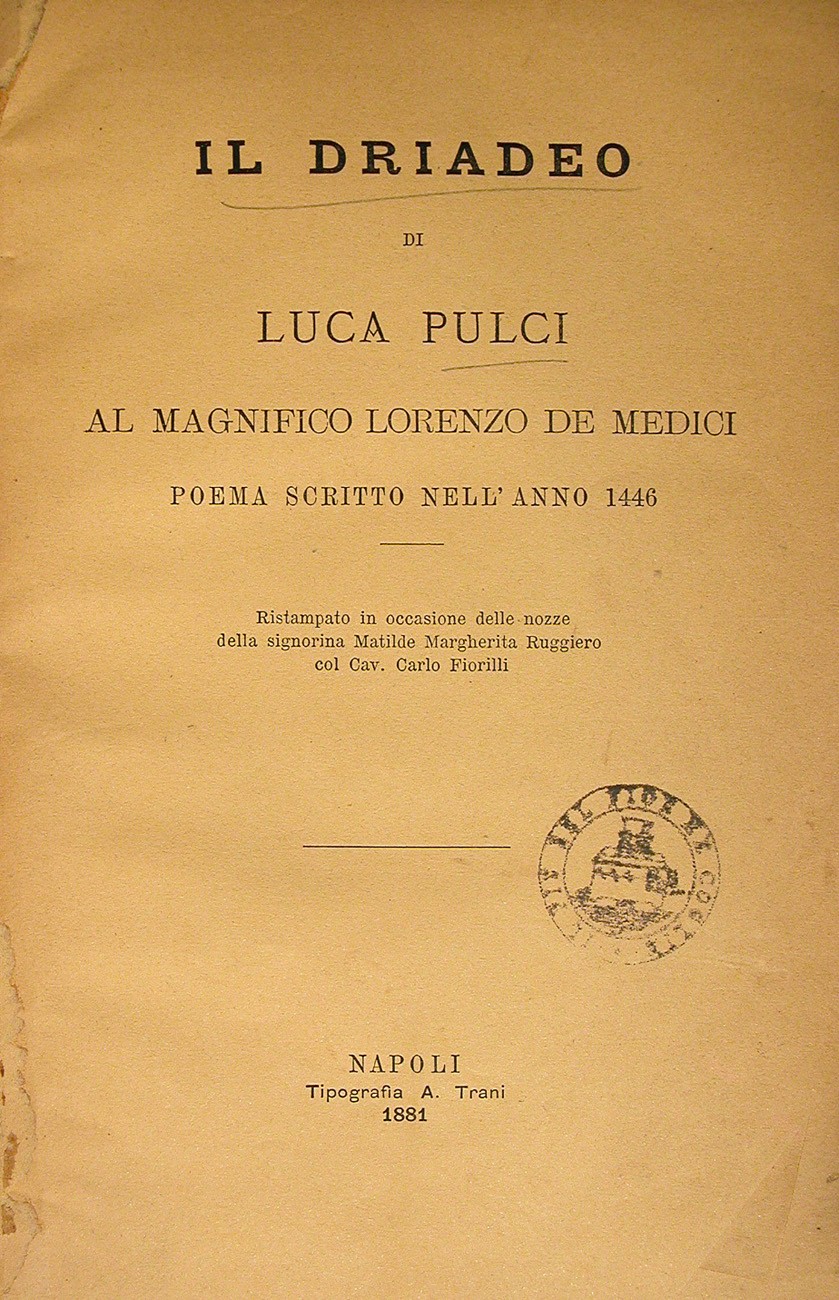 IL DRIADEO
DI
LUCA PULCI
AL MAGNIFICO LORENZO DE MEDICI
POEMA SCRITTO NELL' ANNO 1446
Ristampato in occasione delle nozze
della signorina Matilde Margherita Ruggiero
col Cav. Carlo Fiorilli
NAPOLI
Tipografia A. Trani
1881